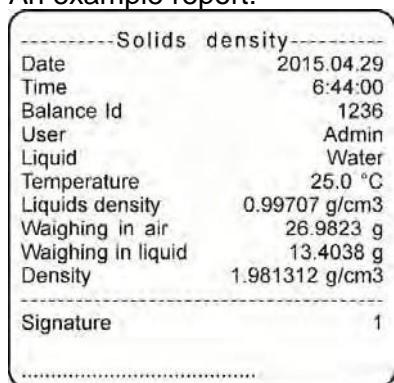 An example report:
----------Solids density----------
Date 2015.04.29
Time 6:44:00
Balance Id 1236
User Admin
Liquid Water
Temperature 25.0 °C
Liquids density 0.99707 g/cm3
Waighing in air 26.9823 g
Waighing in liquid 13.4038 g
Density 1.981312 g/cm3
----------------------------------------
Signature 1
........................................